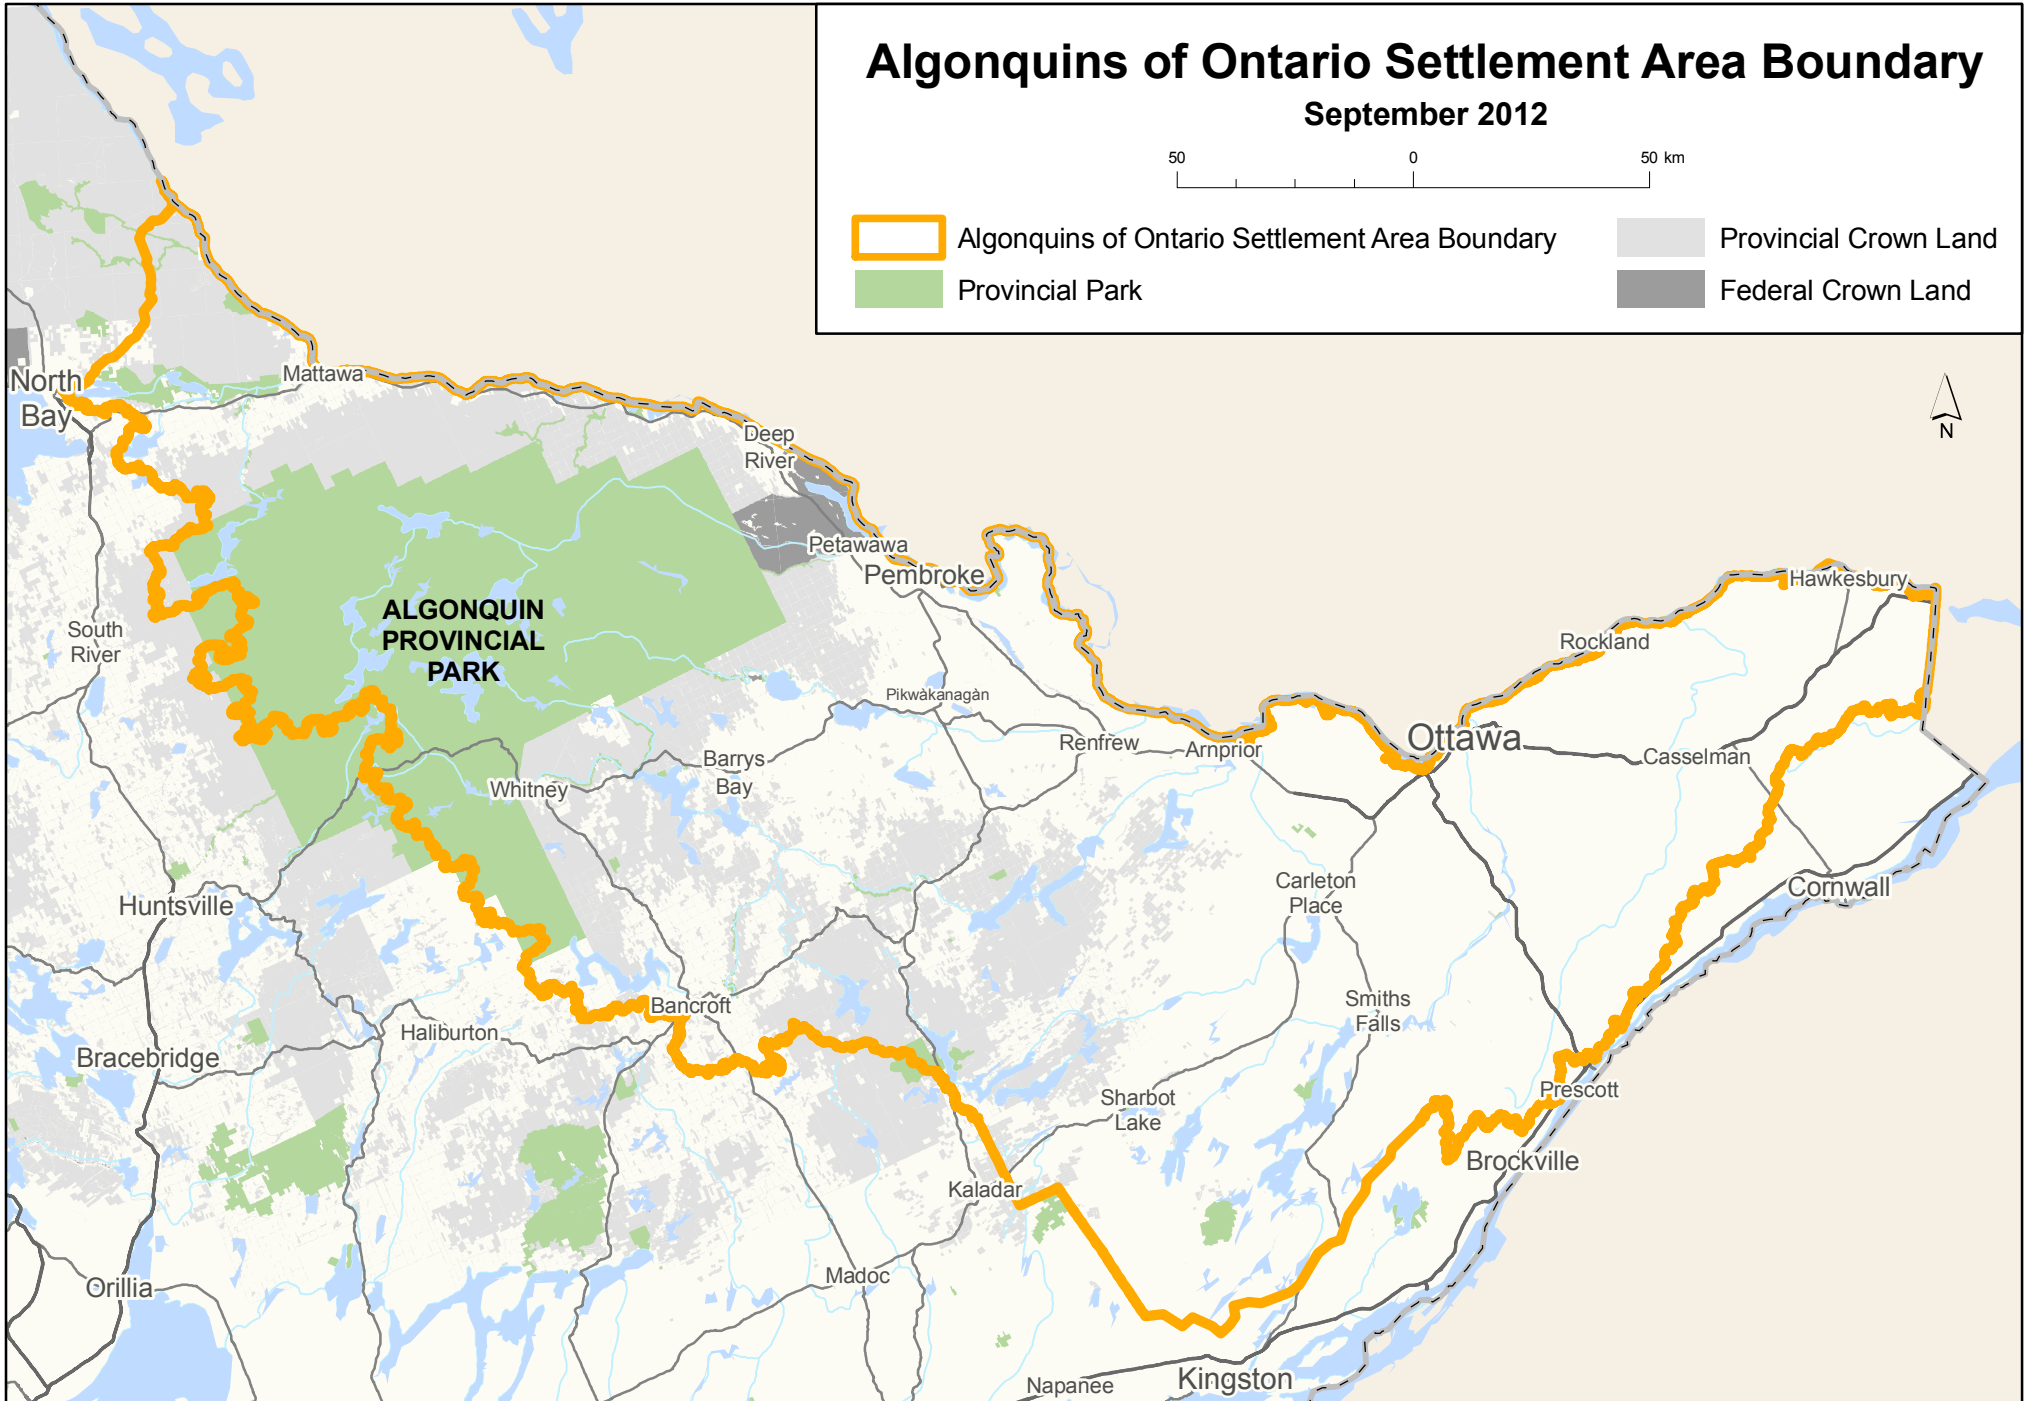 Algonquins of Ontario Settlement Area Boundary
September 2012
50 0 50 km
Algonquins of Ontario Settlement Area Boundary
Provincial Crown Land
Provincial Park
Federal Crown Land
N
North
Bay
Mattawa
Deep
River
Petawawa
Pembroke
Hawkesbury
ALGONQUIN
PROVINCIAL
PARK
South
River
Rockland
Pikwàkanagàn
Renfrew
Arnprior
Ottawa
Casselman
Barrys
Bay
Whitney
Huntsville
Carleton
Place
Cornwall
Bancroft
Smiths
Falls
Haliburton
Bracebridge
Sharbot
Lake
Prescott
Brockville
Kaladar
Madoc
Orillia
Napanee
Kingston